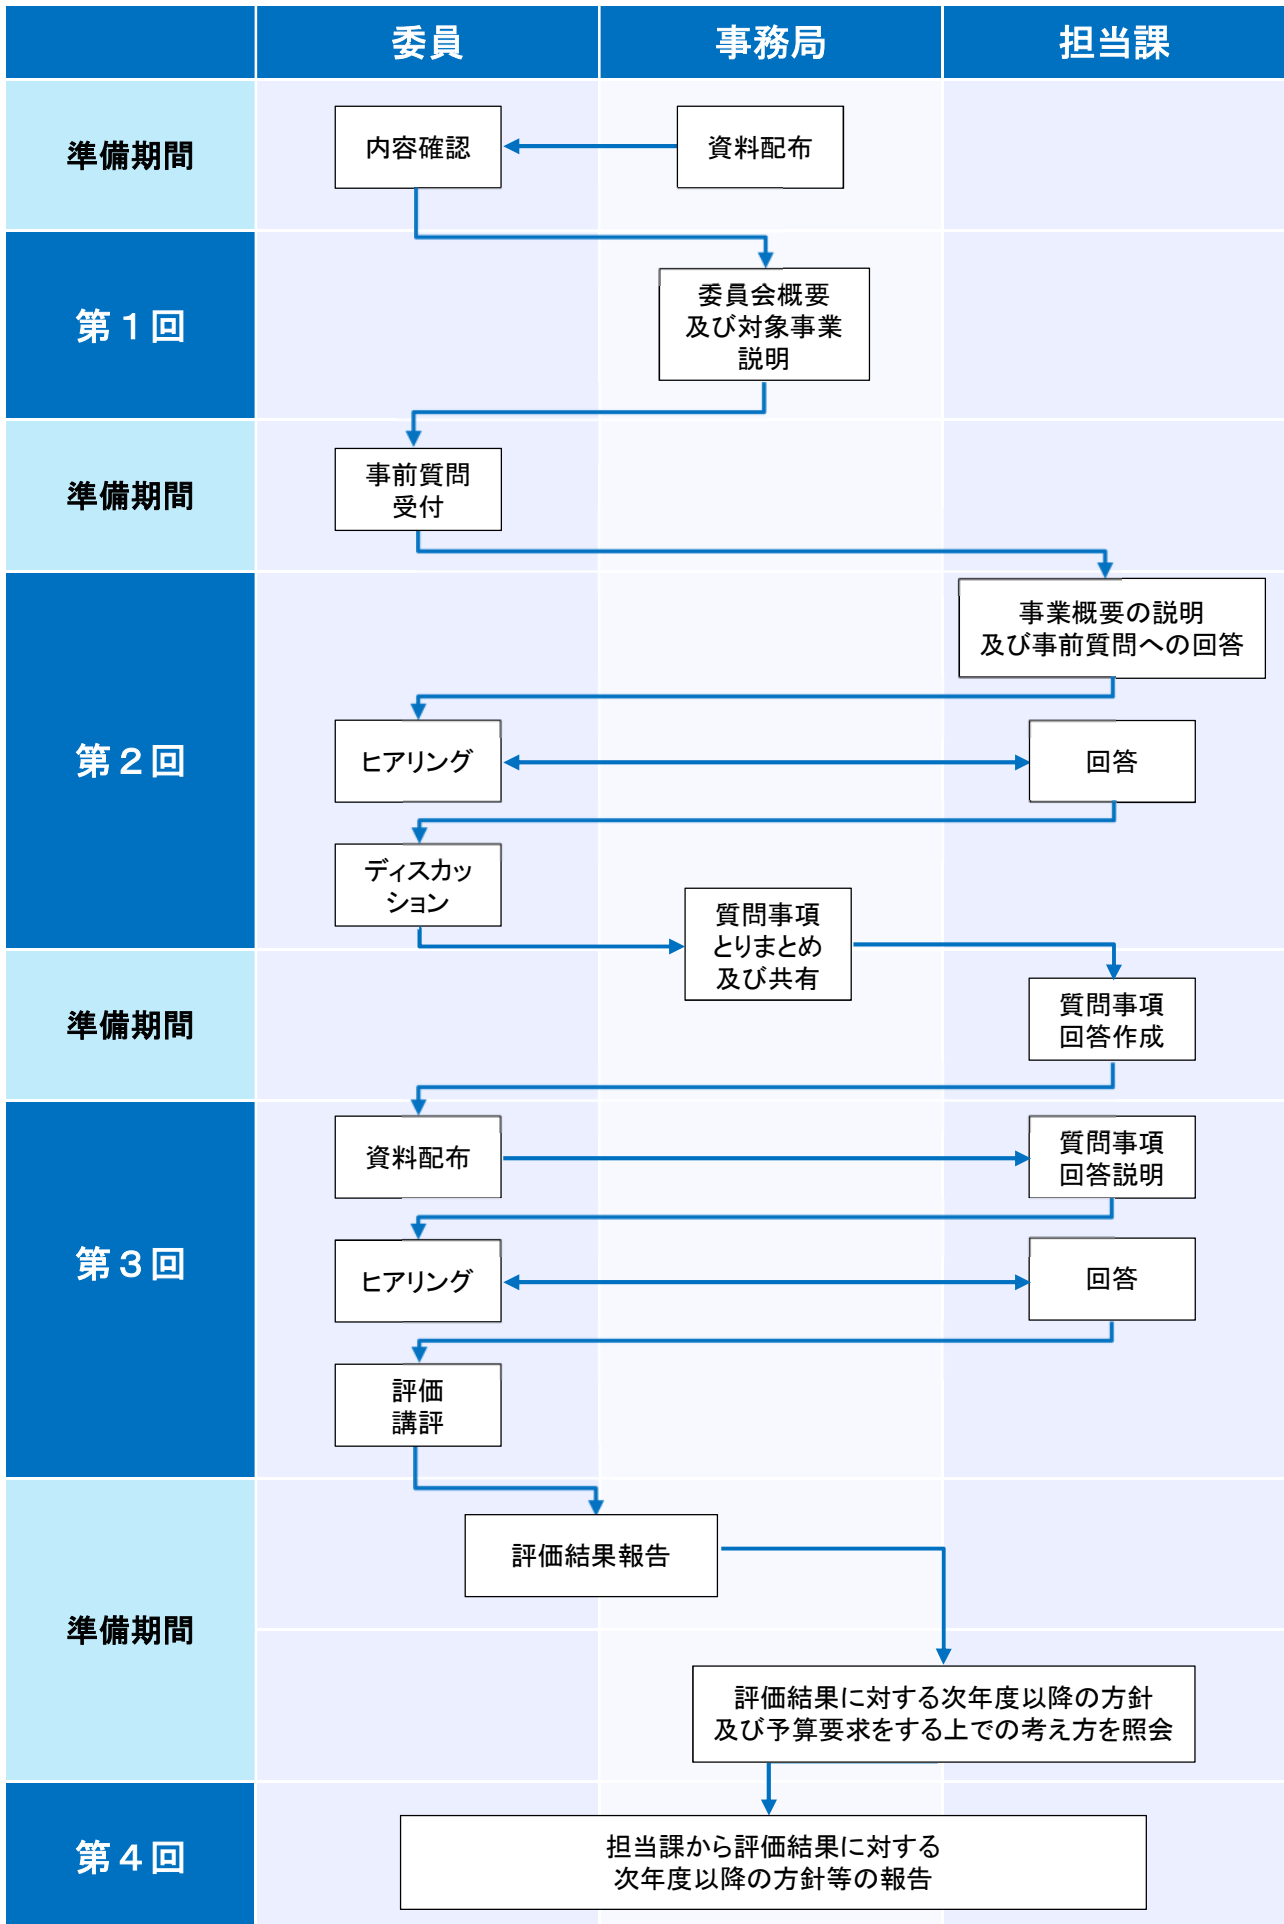 委員
事務局
担当課
準備期間
内容確認
資料配布
第１回
委員会概要
及び対象事業
説明
準備期間
事前質問
受付
第２回
事業概要の説明
及び事前質問への回答
ヒアリング
回答
ディスカッ
ション
質問事項
とりまとめ
及び共有
準備期間
質問事項
回答作成
第３回
資料配布
質問事項
回答説明
ヒアリング
回答
評価
講評
準備期間
評価結果報告
評価結果に対する次年度以降の方針
及び予算要求をする上での考え方を照会
第４回
担当課から評価結果に対する
次年度以降の方針等の報告